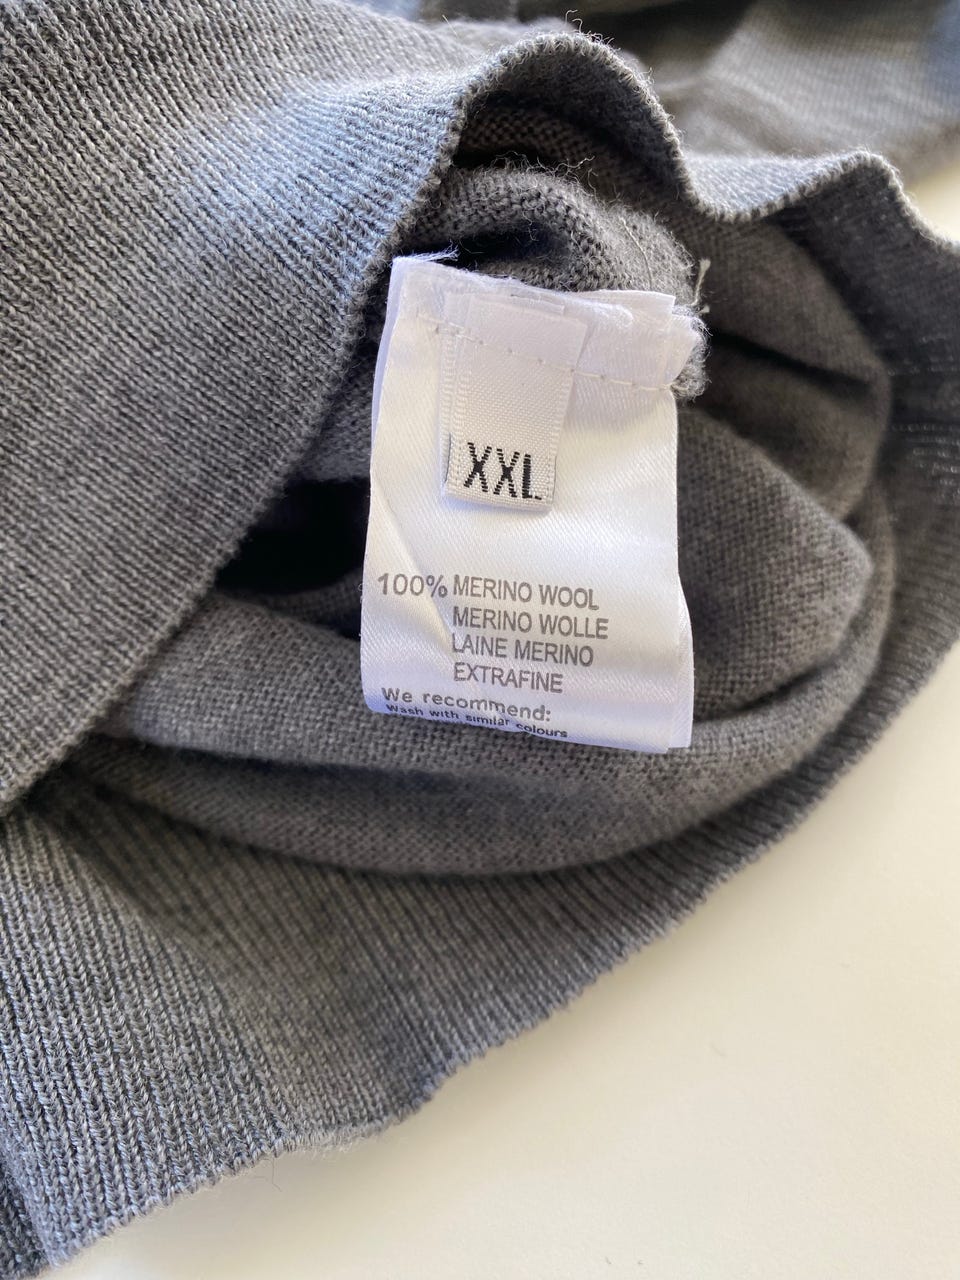 XXL
100% MERINO WOOL
MERINO WOLLE
LAINE MERINO
EXTRAFINE
We recommend:
Wash with similar colours